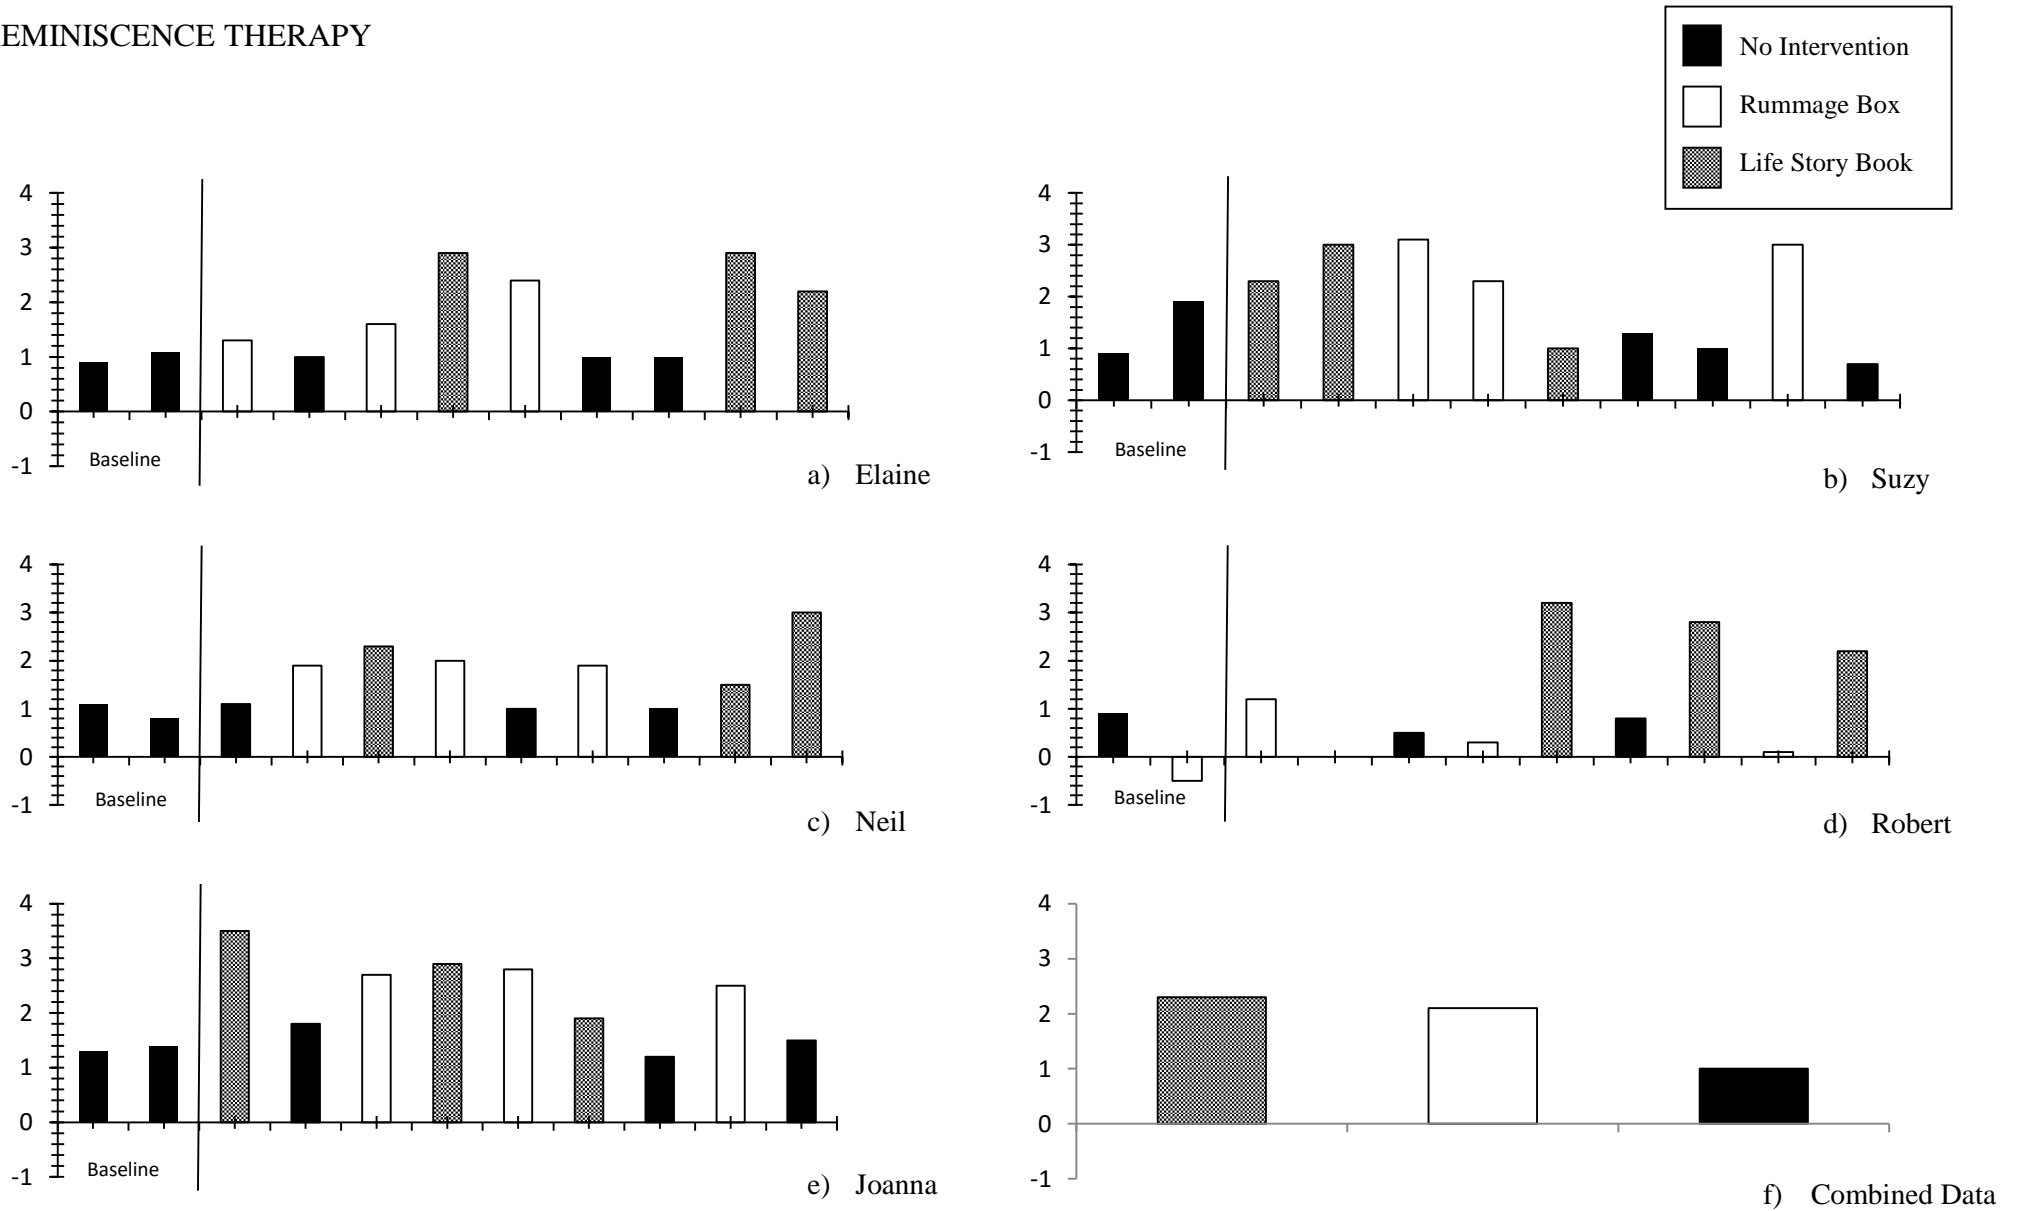 EMINISCENCE THERAPY
No Intervention
Rummage Box
Life Story Book
4
3
2
1
0
-1
Baseline
a) Elaine
4
3
2
1
0
-1
Baseline
b) Suzy
4
3
2
1
0
-1
Baseline
c) Neil
4
3
2
1
0
-1
Baseline
d) Robert
4
3
2
1
0
-1
Baseline
e) Joanna
4
3
2
1
0
-1
f) Combined Data